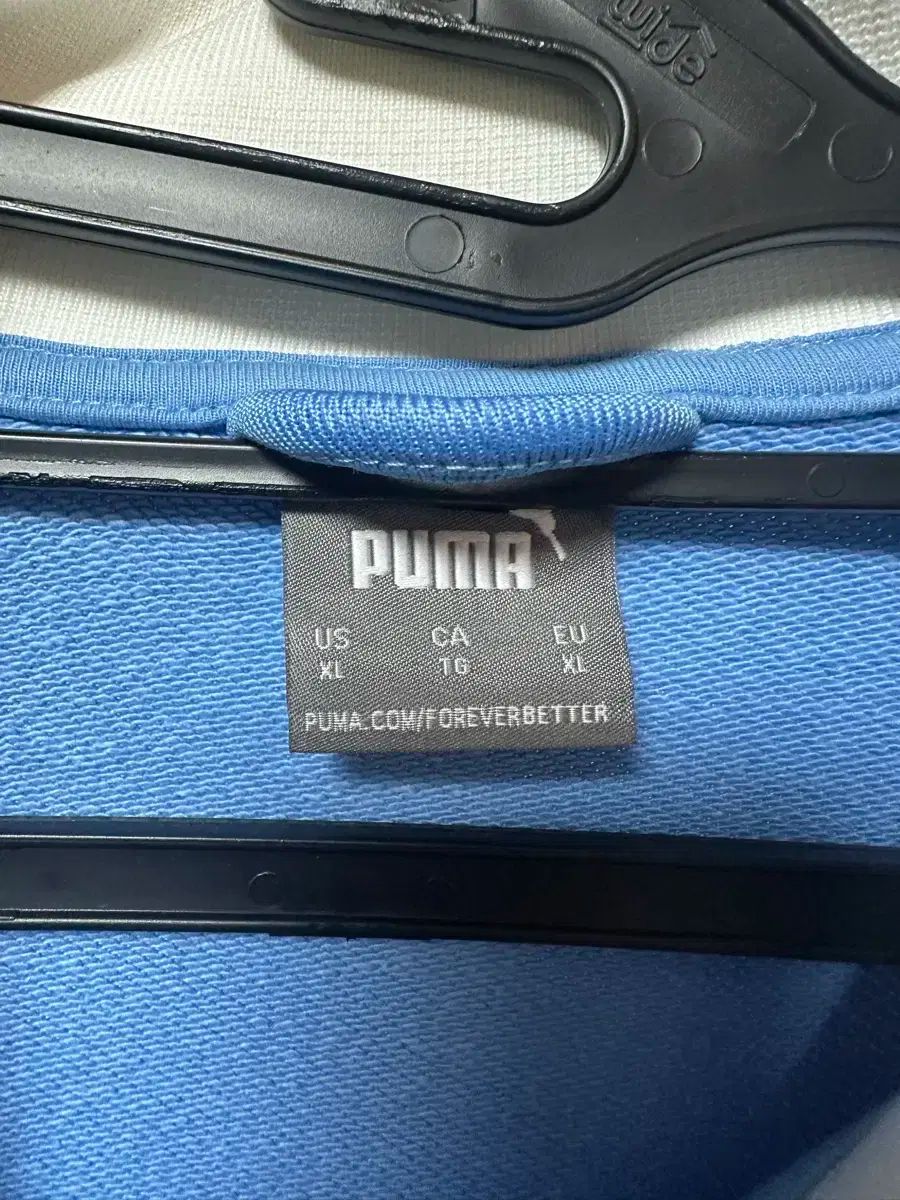 wide
PUMA
US CA EU
XL TG XL
PUMA.COM/FOREVERBETTER